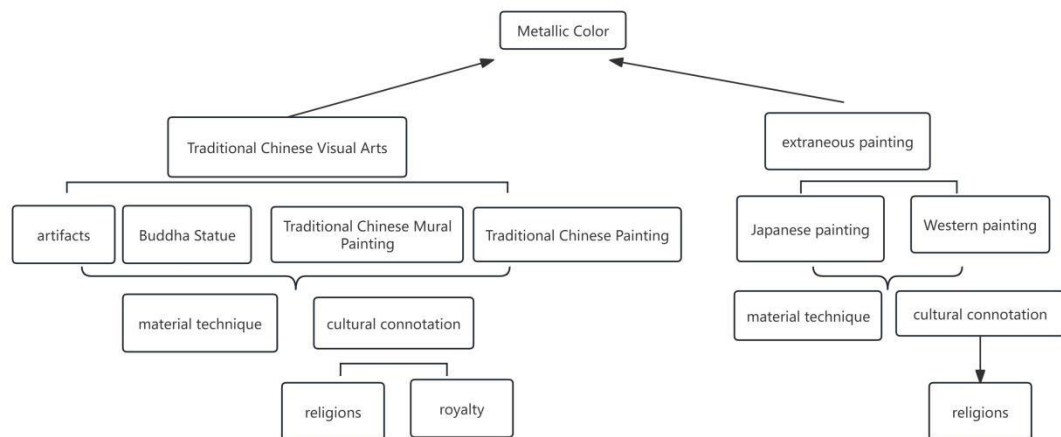 Metallic Color
Traditional Chinese Visual Arts
extraneous painting
artifacts
Buddha Statue
Traditional Chinese Mural
Painting
Traditional Chinese Painting
Japanese painting
Western painting
material technique
cultural connotation
material technique
cultural connotation
religions
royalty
religions